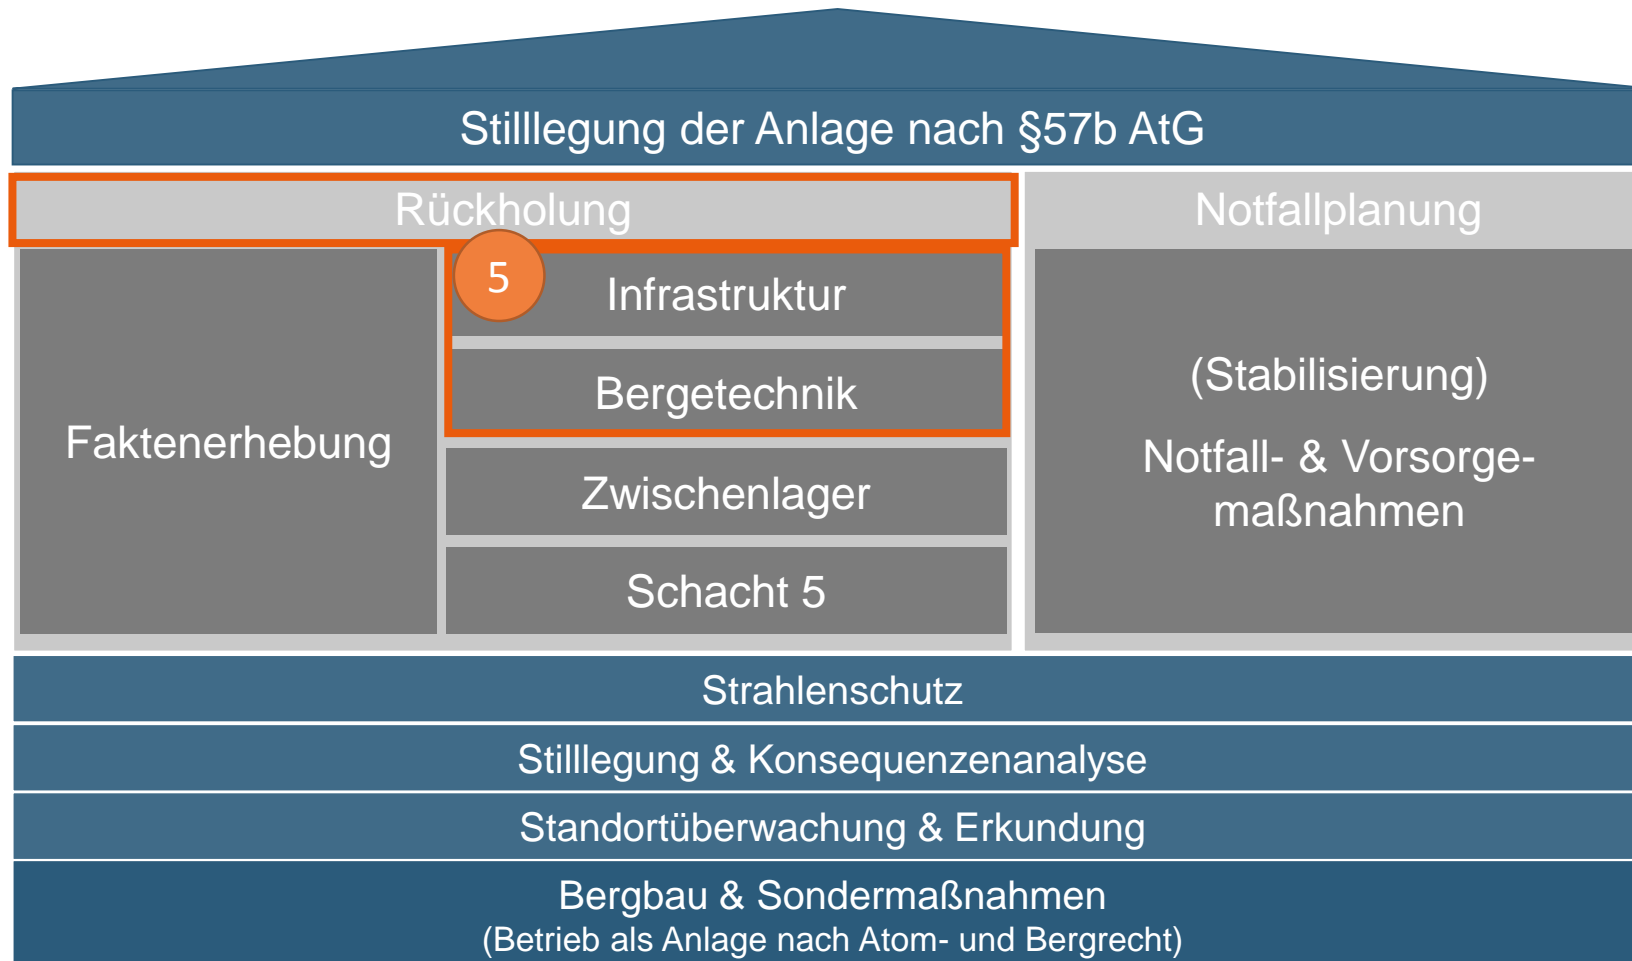 Stilllegung der Anlage nach §57b AtG
Rückholung
Notfallplanung
5
Infrastruktur
Bergetechnik
Faktenerhebung
Zwischenlager
Schacht 5
(Stabilisierung)
Notfall- & Vorsorge-
maßnahmen
Strahlenschutz
Stilllegung & Konsequenzenanalyse
Standortüberwachung & Erkundung
Bergbau & Sondermaßnahmen
(Betrieb als Anlage nach Atom- und Bergrecht)